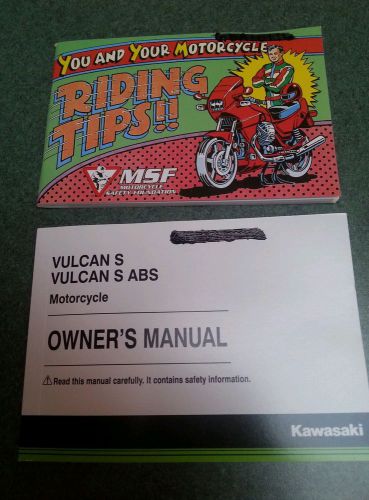 YOU AND YOUR MOTORCYCLE
RIDING
TIPS!!
MSF
MOTORCYCLE
SAFETY FOUNDATION
VULCAN S
VULCAN S ABS
Motorcycle
OWNER'S MANUAL
Read this manual carefully. It contains safety information.
Kawasaki